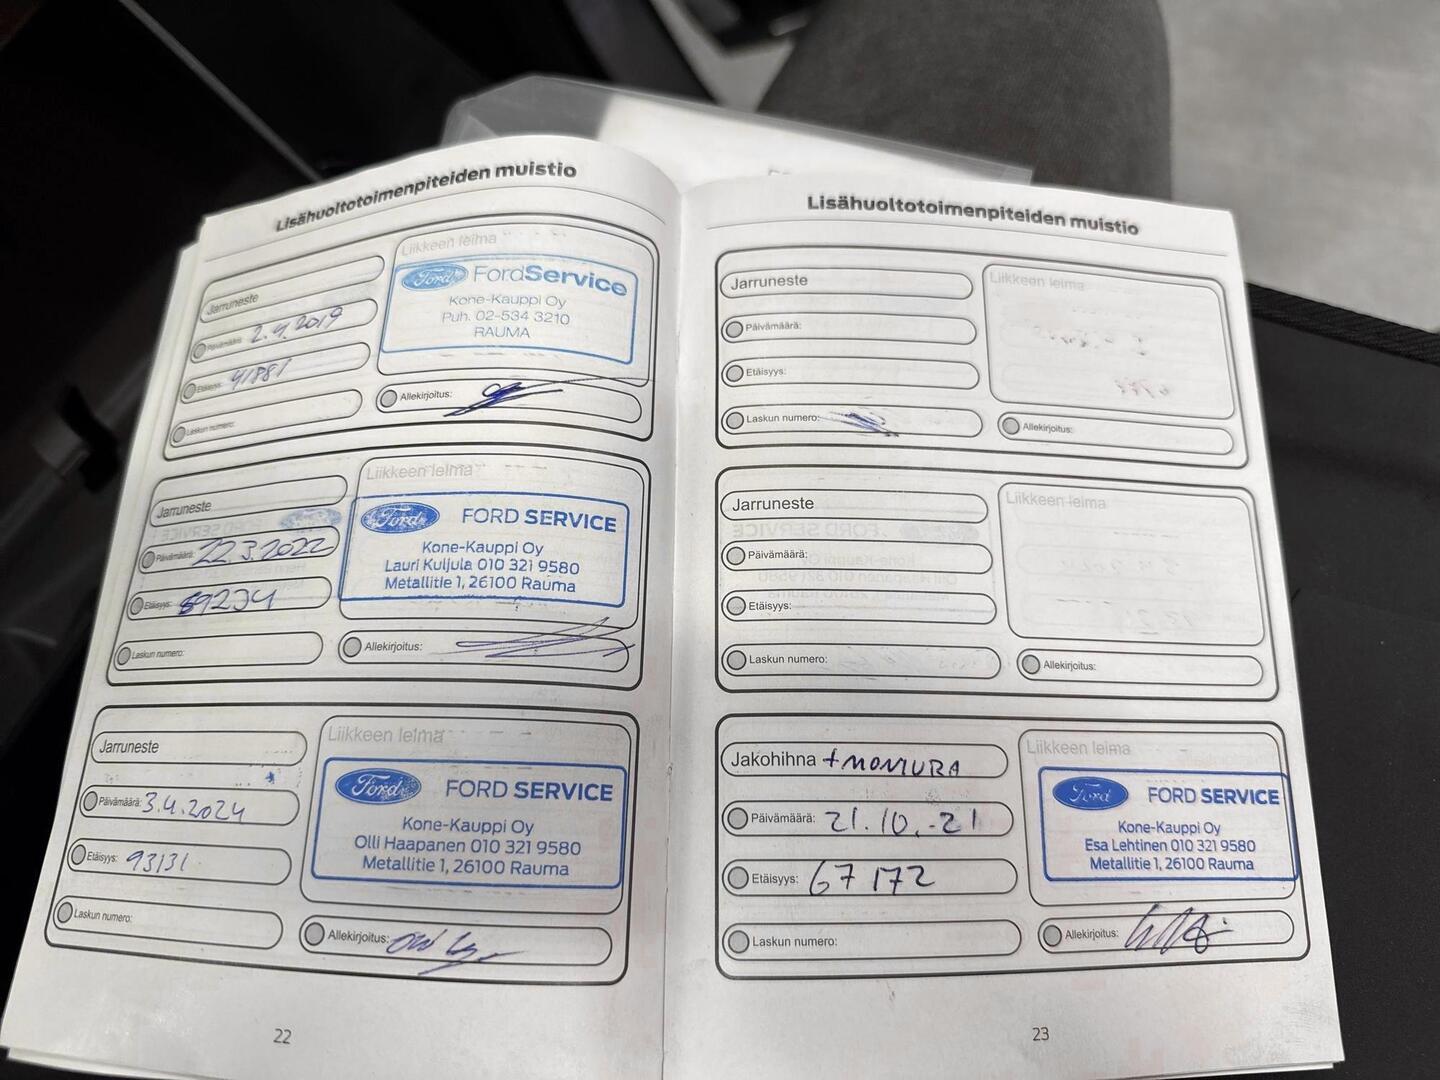 Lisähuoltotoimenpiteiden muistio
Jarruneste
Päivämäärä: 2.4.2019
Etäisyys: 41881
Laskun numero:
Liikkeen leima
Ford FordService
Kone-Kauppi Oy
Puh. 02-534 3210
RAUMA
Allekirjoitus:
Jarruneste
Päivämäärä: 22.3.2022
Etäisyys: 69234
Laskun numero:
Liikkeen leima
Ford FORD SERVICE
Kone-Kauppi Oy
Lauri Kuljula 010 321 9580
Metallitie 1, 26100 Rauma
Allekirjoitus:
Jarruneste
Päivämäärä: 3.4.2024
Etäisyys: 93131
Laskun numero:
Liikkeen leima
Ford FORD SERVICE
Kone-Kauppi Oy
Olli Haapanen 010 321 9580
Metallitie 1, 26100 Rauma
Allekirjoitus:
22
Lisähuoltotoimenpiteiden muistio
Jarruneste
Päivämäärä:
Etäisyys:
Laskun numero:
Liikkeen leima
Allekirjoitus:
Jarruneste
Päivämäärä:
Etäisyys:
Laskun numero:
Liikkeen leima
Allekirjoitus:
Jakohihna + MONIURA
Päivämäärä: 21.10.-21
Etäisyys: 67 172
Laskun numero:
Liikkeen leima
Ford FORD SERVICE
Kone-Kauppi Oy
Esa Lehtinen 010 321 9580
Metallitie 1, 26100 Rauma
Allekirjoitus:
23